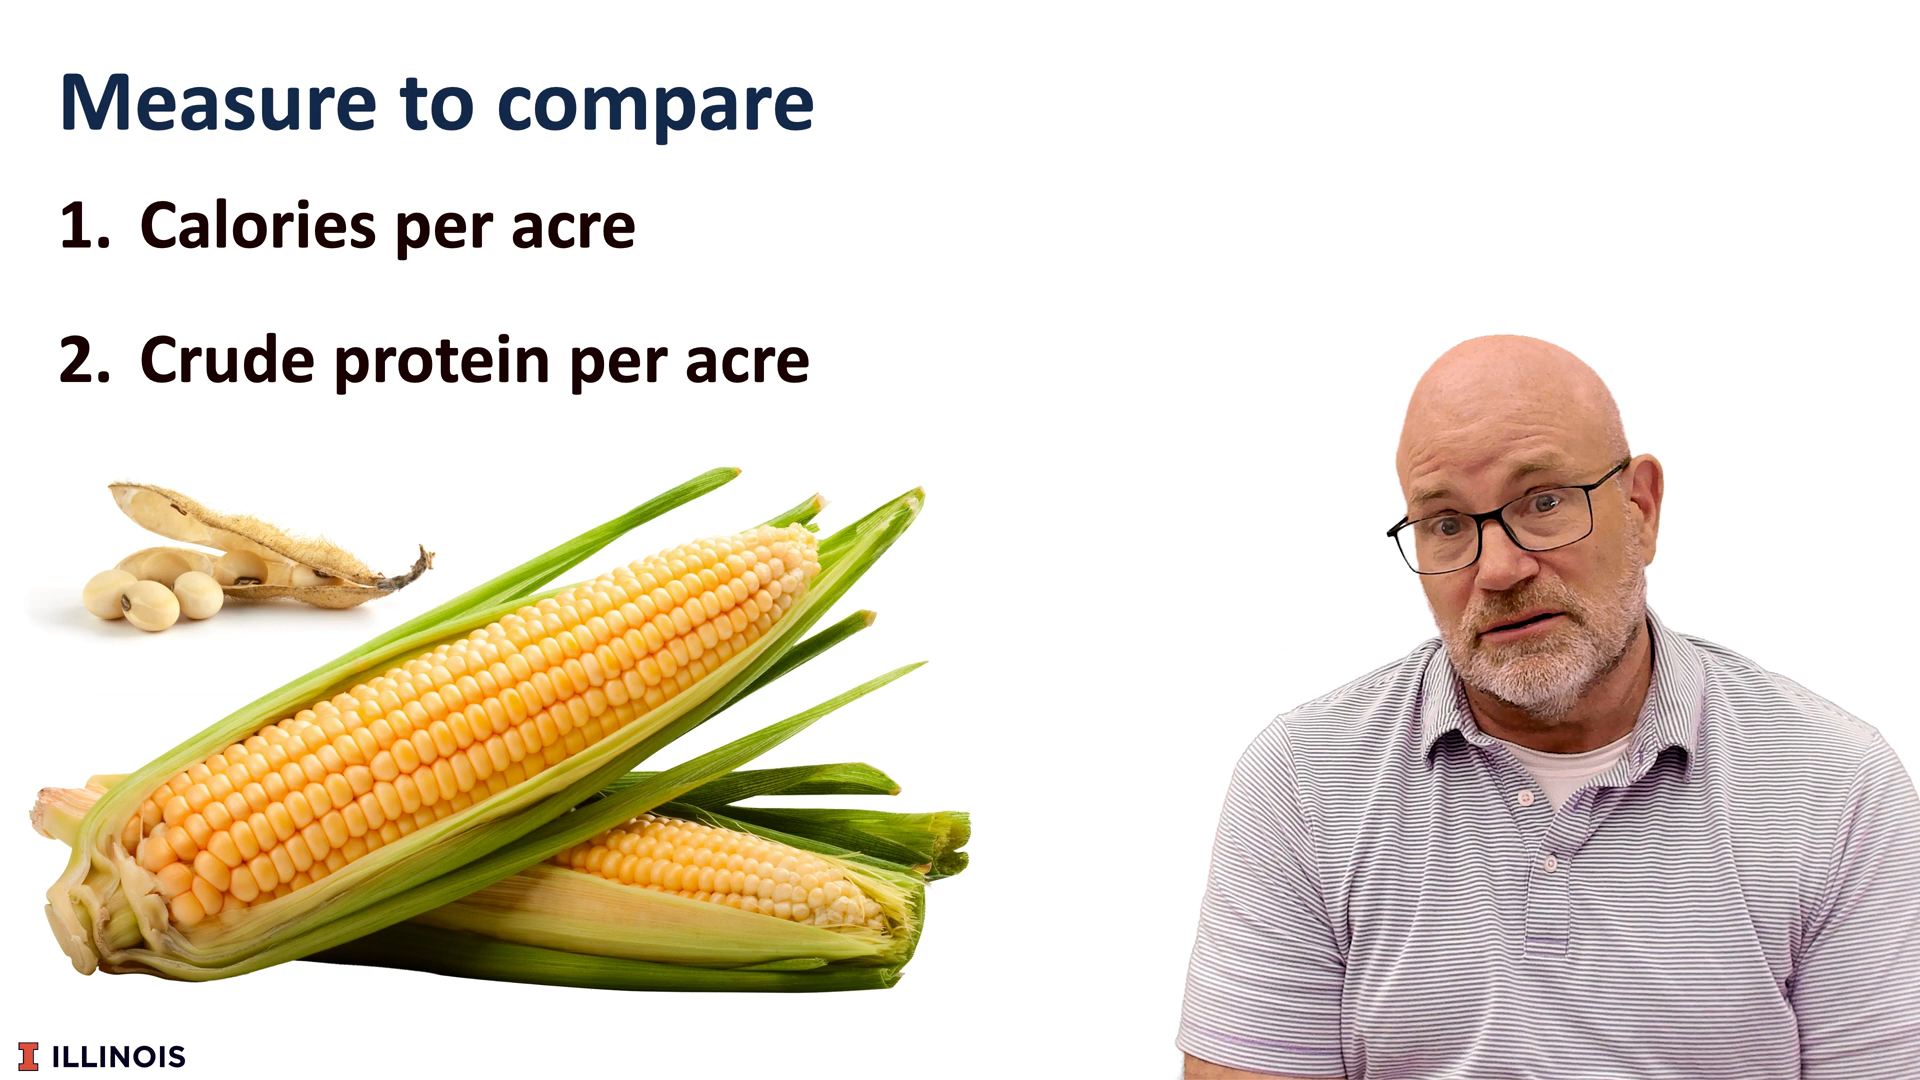 Measure to compare
1. Calories per acre
2. Crude protein per acre
ILLINOIS